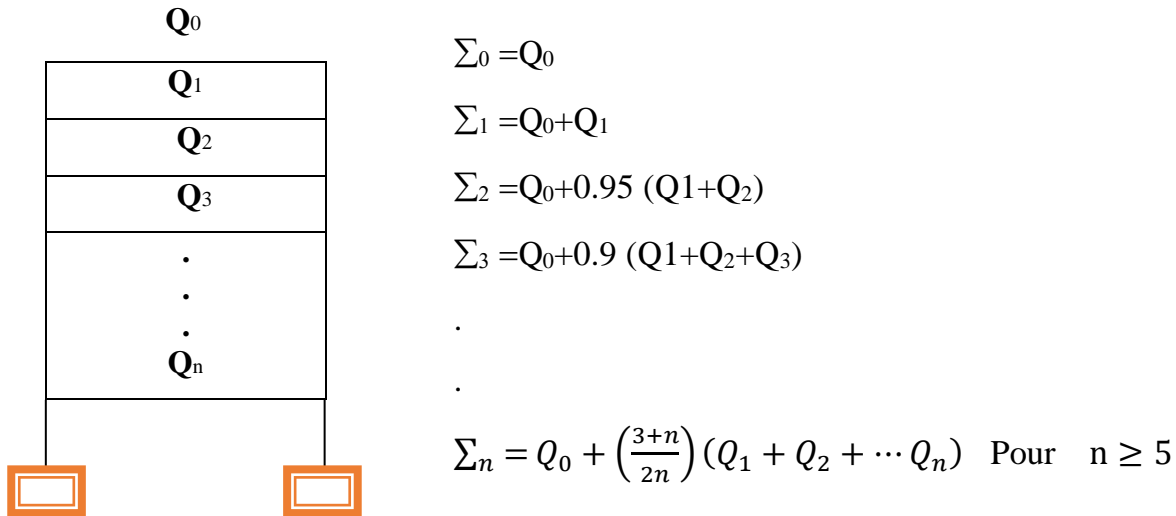 Q₀
Q₁
Q₂
Q₃
.
.
.
Qₙ
∑₀ =Q₀
∑₁ =Q₀+Q₁
∑₂ =Q₀+0.95 (Q1+Q₂)
∑₃ =Q₀+0.9 (Q1+Q₂+Q₃)
.
.
∑ₙ = Q₀ + (3+n/2n) (Q₁ + Q₂ + ⋯ Qₙ) Pour n ≥ 5